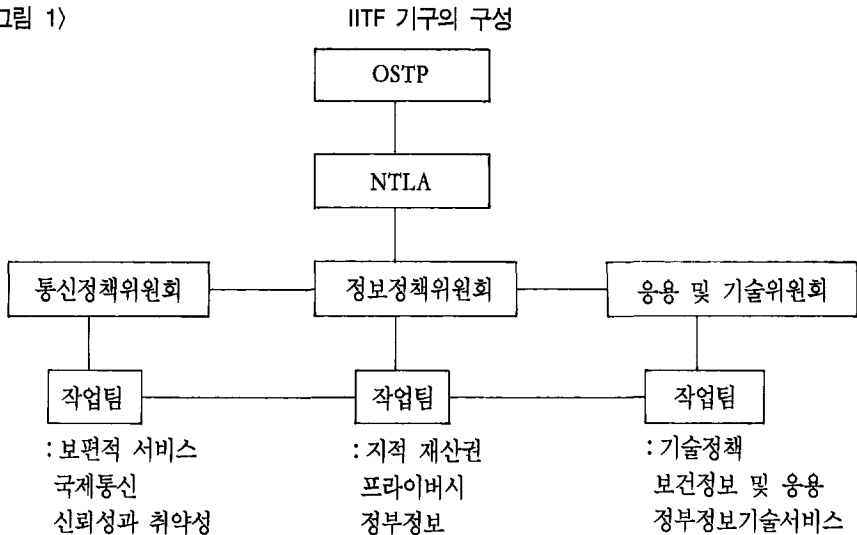 그림 1) IITF 기구의 구성
OSTP
NTLA
통신정책위원회 정보정책위원회 응용 및 기술위원회
작업팀 작업팀 작업팀
:보편적 서비스 :지적 재산권 :기술정책
국제통신 프라이버시 보건정보 및 응용
신뢰성과 취약성 정부정보 정부정보기술서비스